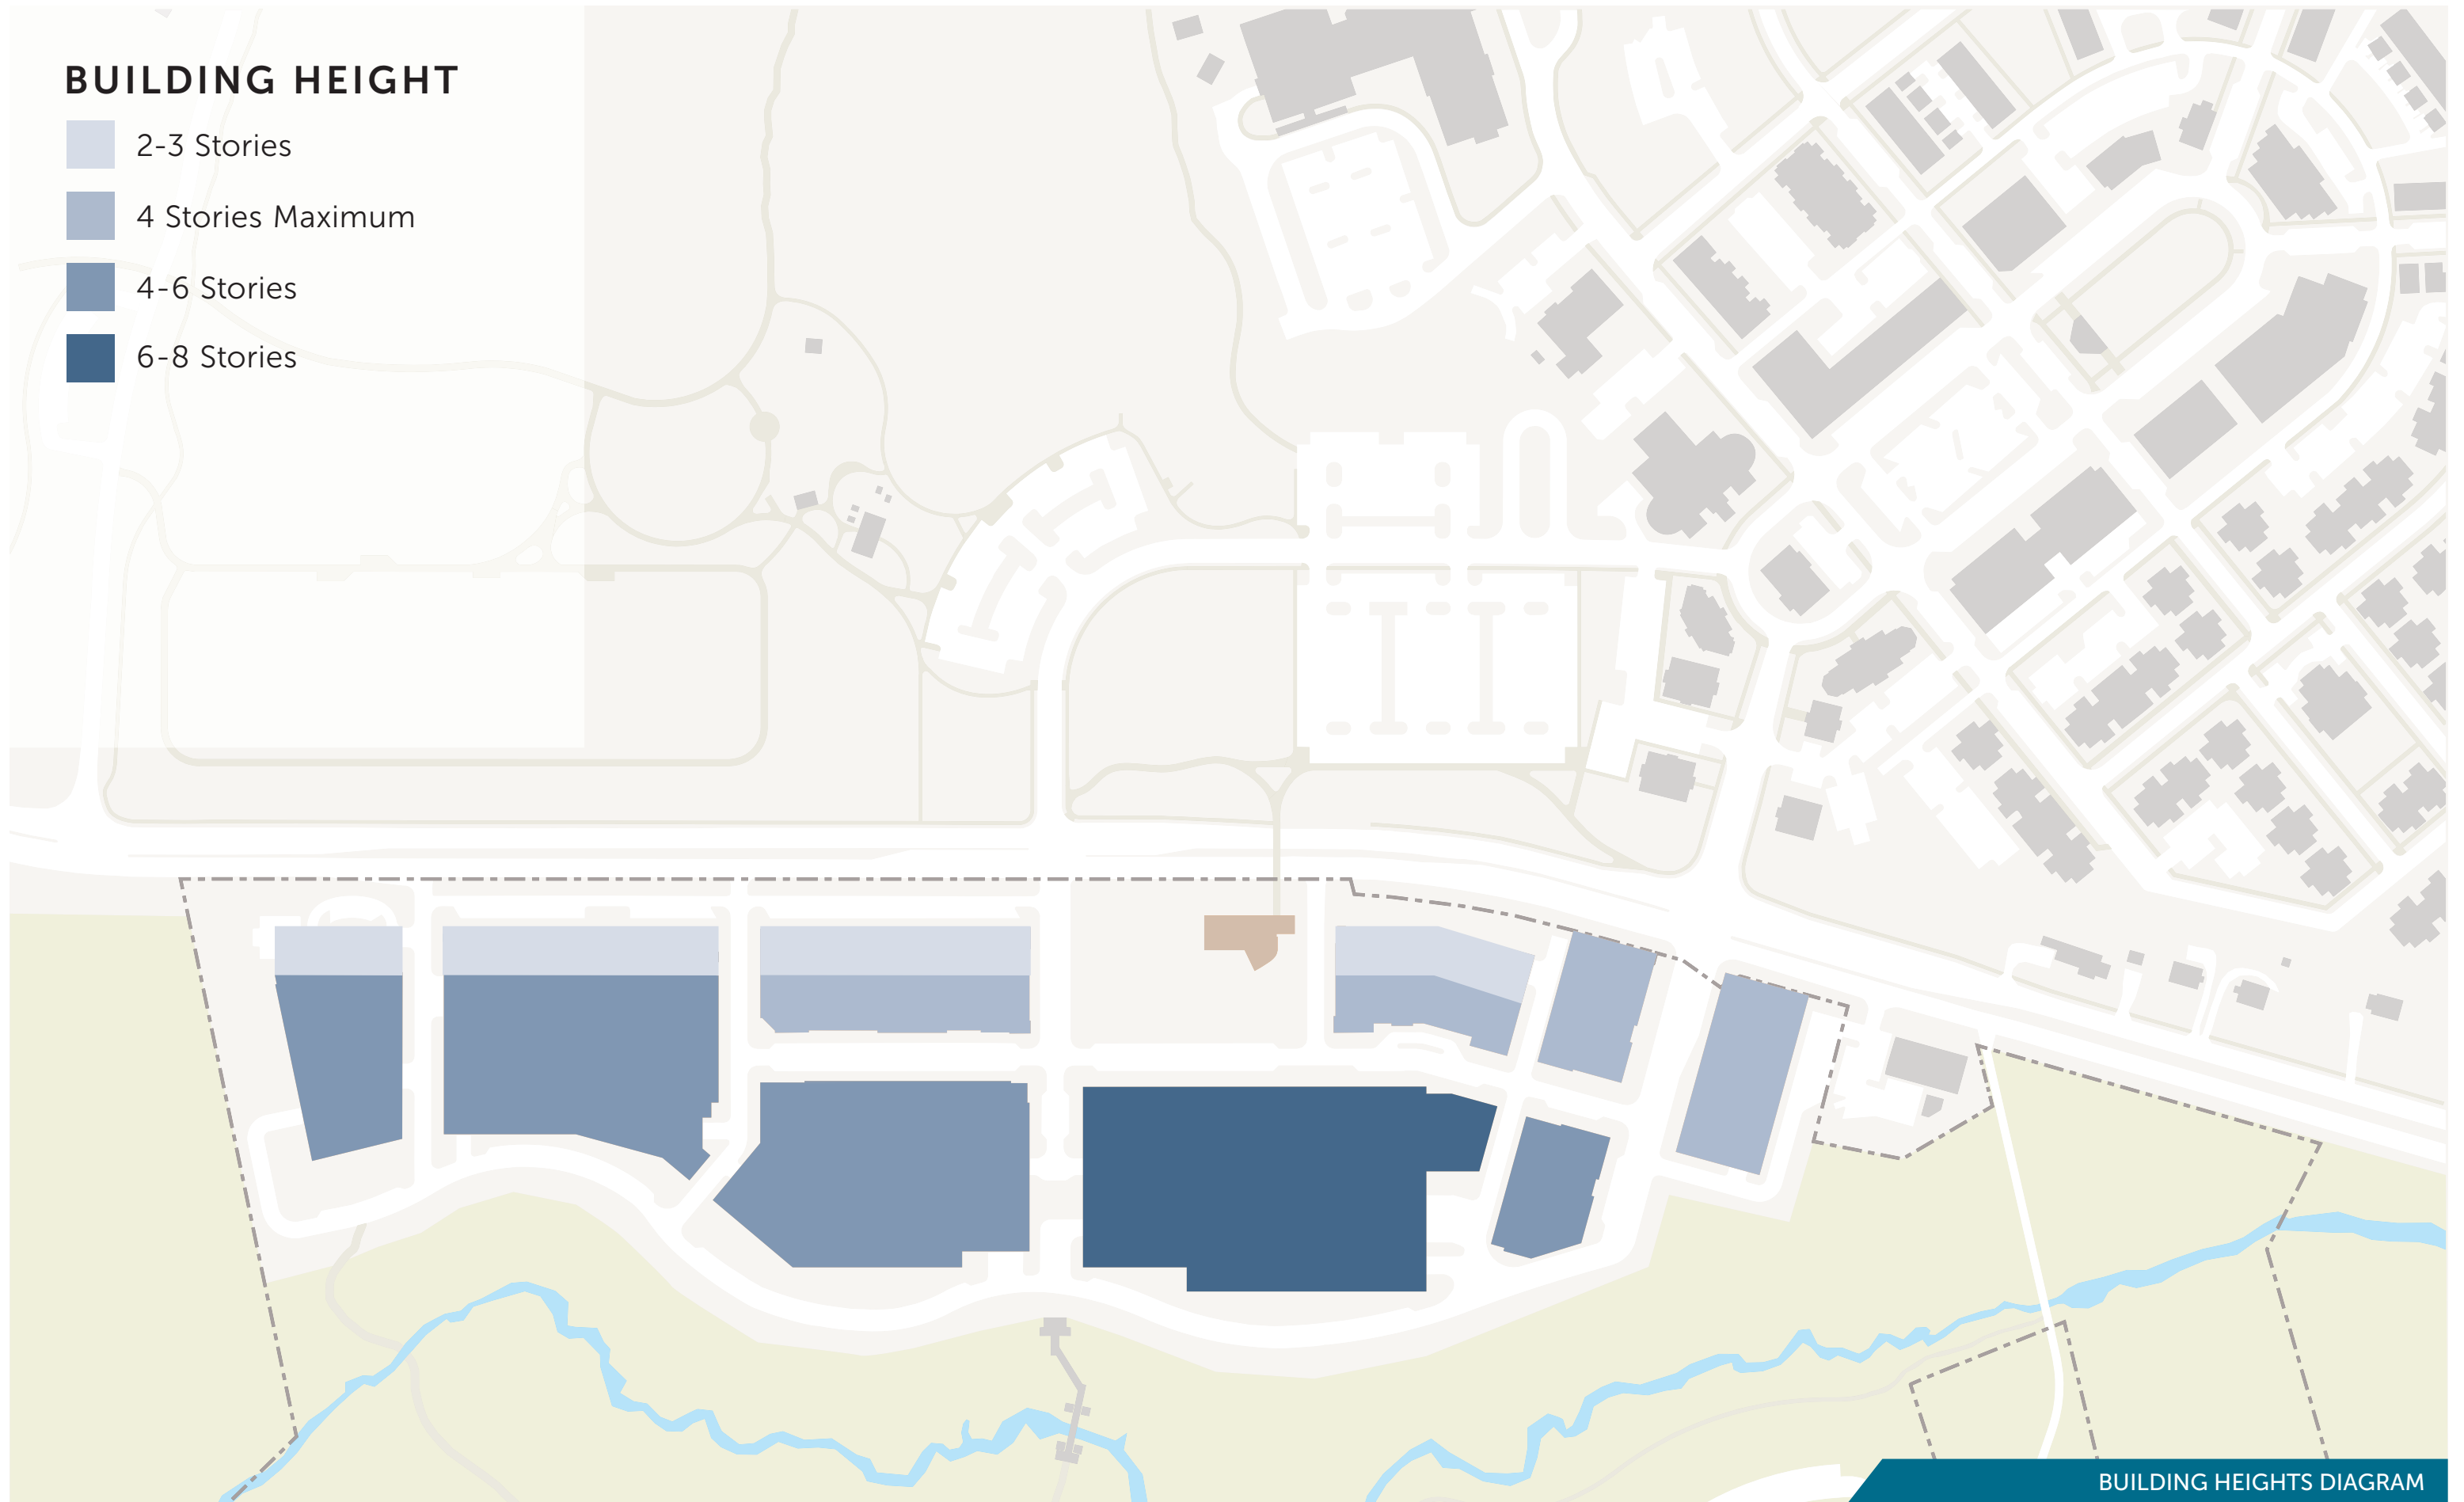 BUILDING HEIGHT
2-3 Stories
4 Stories Maximum
4-6 Stories
6-8 Stories
BUILDING HEIGHTS DIAGRAM